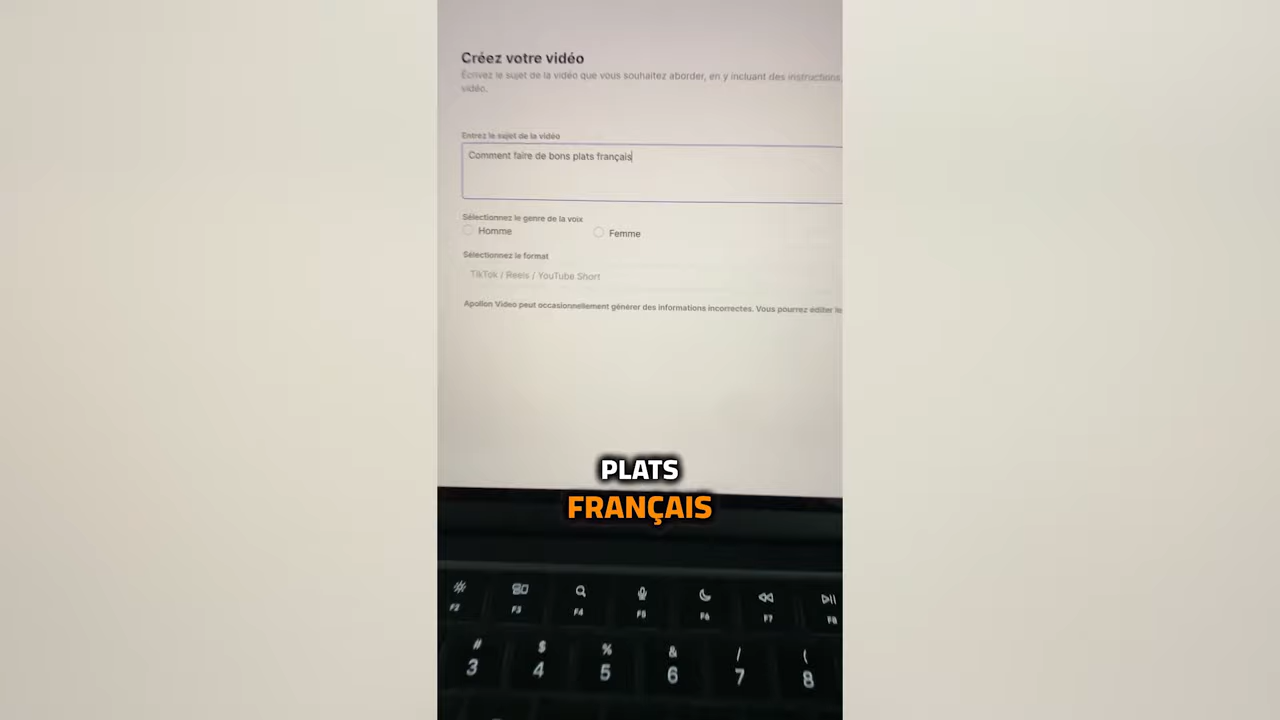 Créez votre vidéo
Écrivez le sujet de la vidéo que vous souhaitez aborder, en y incluant des instructions,
vidéo.
Entrez le sujet de la vidéo
Comment faire de bons plats français
Sélectionnez le genre de la voix
Homme
Femme
Sélectionnez le format
TikTok / Reels / YouTube Short
Apollon Video peut occasionnellement générer des informations incorrectes. Vous pourrez éditer le
PLATS
FRANÇAIS
F2 F3 F4 F5 F6 F7 F8
# $ % & / (
3 4 5 6 7 8